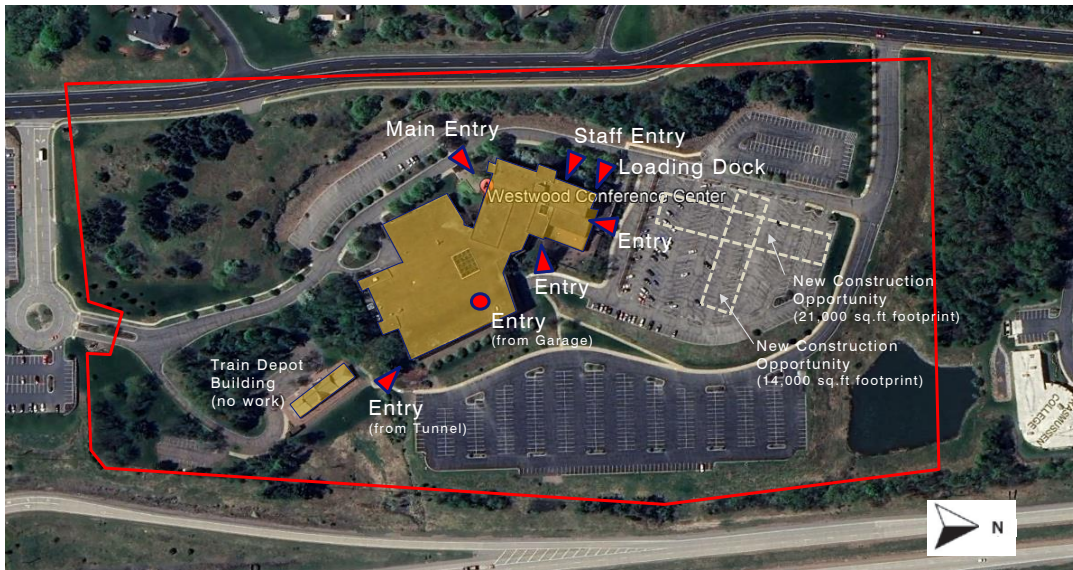 Main Entry
Staff Entry
Loading Dock
Westwood Conference Center
Entry
Entry
New Construction
Opportunity
(21,000 sq.ft footprint)
Entry
(from Garage)
New Construction
Opportunity
(14,000 sq.ft footprint)
Train Depot
Building
(no work)
Entry
(from Tunnel)
RASMUSSEN
COLLEGE
N